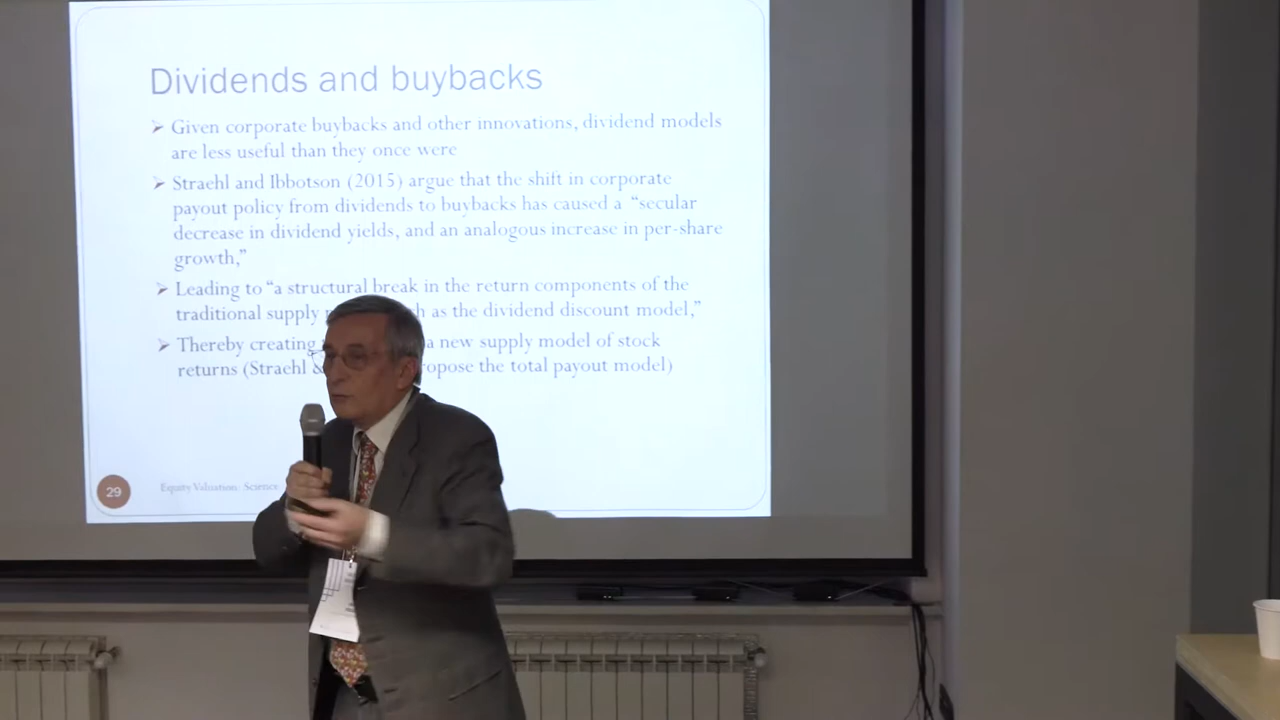 Dividends and buybacks
➢ Given corporate buybacks and other innovations, dividend models
are less useful than they once were
➢ Straehl and Ibbotson (2015) argue that the shift in corporate
payout policy from dividends to buybacks has caused a “secular
decrease in dividend yields, and an analogous increase in per-share
growth,”
➢ Leading to “a structural break in the return components of the
traditional supply as the dividend discount model,”
➢ Thereby creating a new supply model of stock
returns (Straehl & the total payout model)
29
Equity Valuation: Science